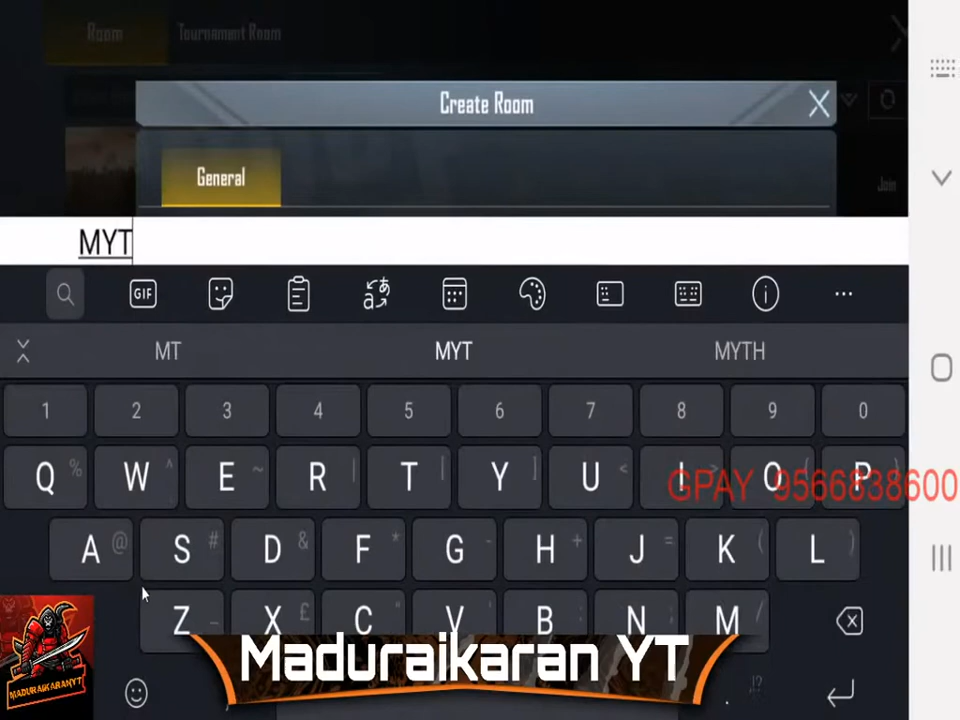 Room Tournament Room
Create Room
Join
General
MYT
GIF
MT MYT MYTH
1 2 3 4 5 6 7 8 9 0
Q % W ^ E ~ R | T [ Y ] U < I > O ( P )
GPAY 9566838600
A @ S # D & F * G - H + J = K ( L )
Z _ X £ C " V : B ; N M /
Maduraikaran YT
MADURAIKARANYT
, . !?